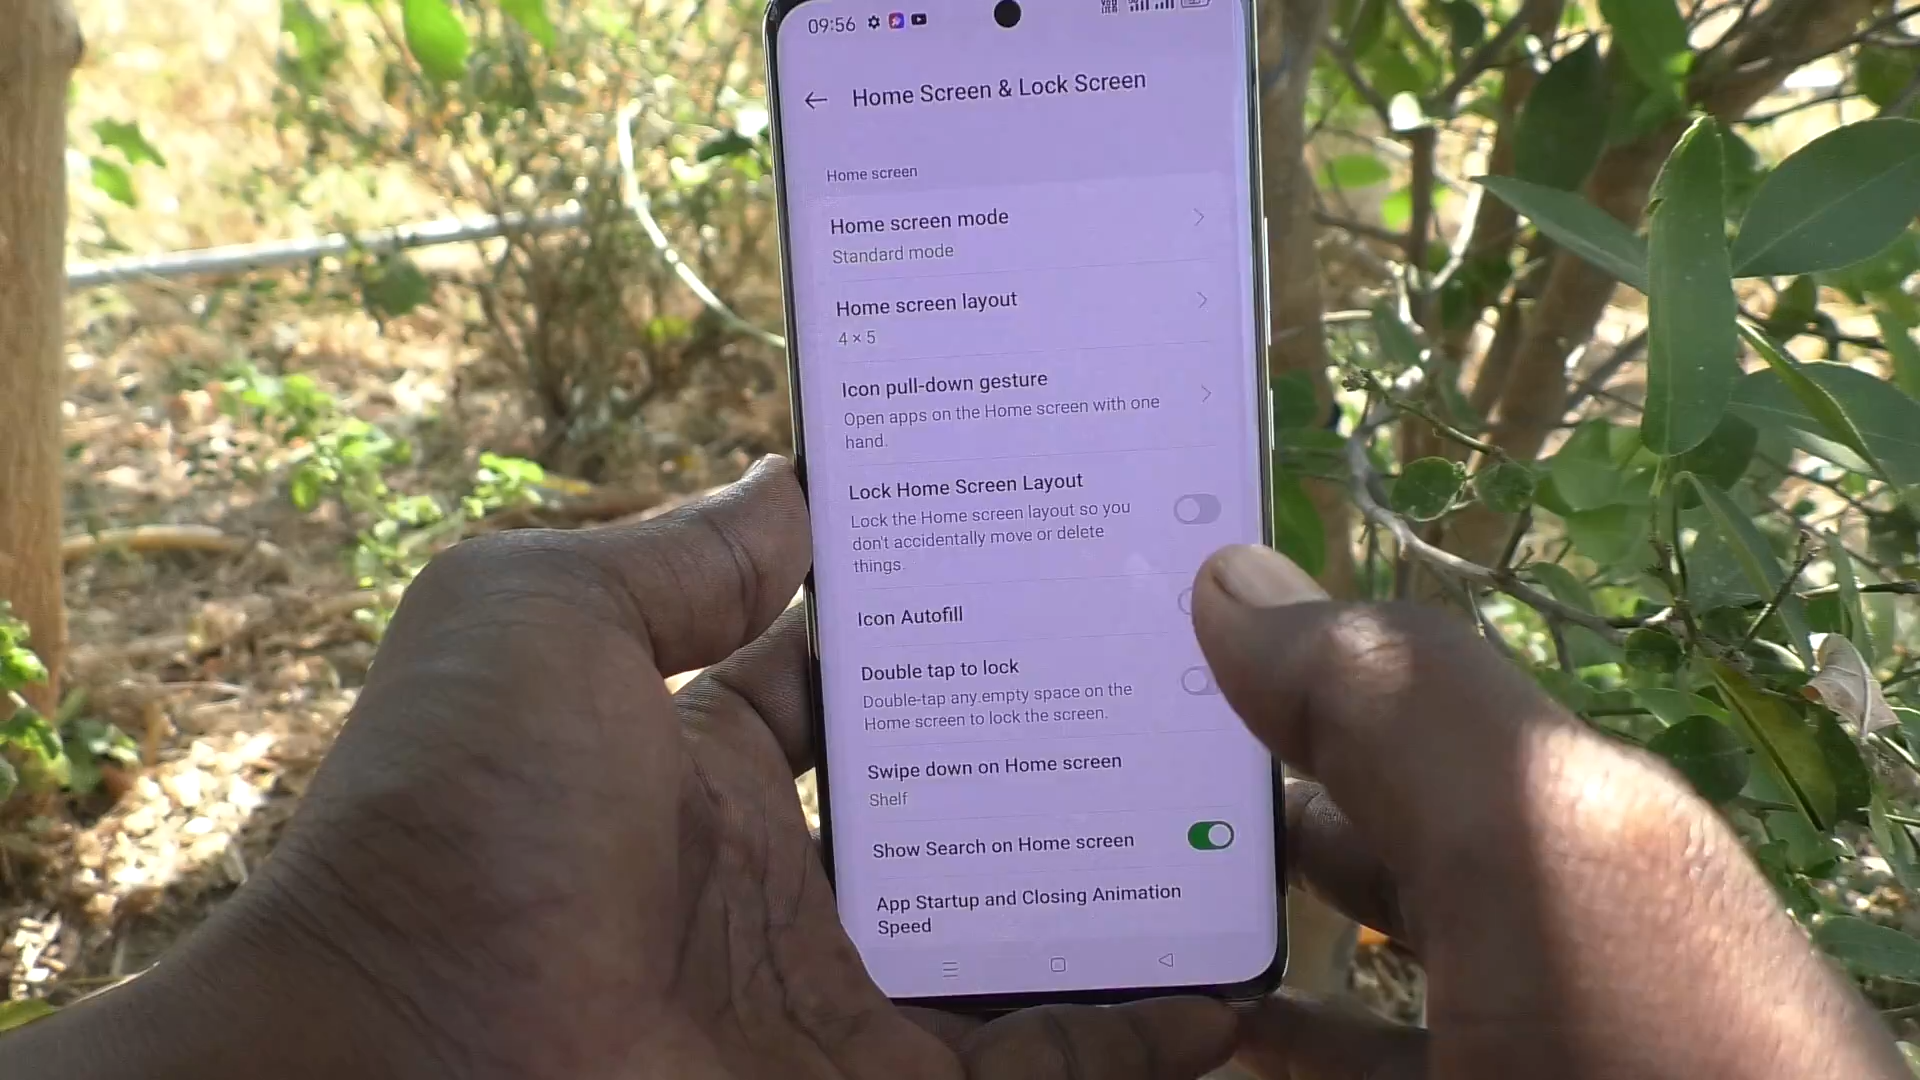 09:56
Home Screen & Lock Screen
Home screen
Home screen mode
Standard mode
Home screen layout
4 × 5
Icon pull-down gesture
Open apps on the Home screen with one
hand.
Lock Home Screen Layout
Lock the Home screen layout so you
don't accidentally move or delete
things.
Icon Autofill
Double tap to lock
Double-tap any empty space on the
Home screen to lock the screen.
Swipe down on Home screen
Shelf
Show Search on Home screen
App Startup and Closing Animation
Speed